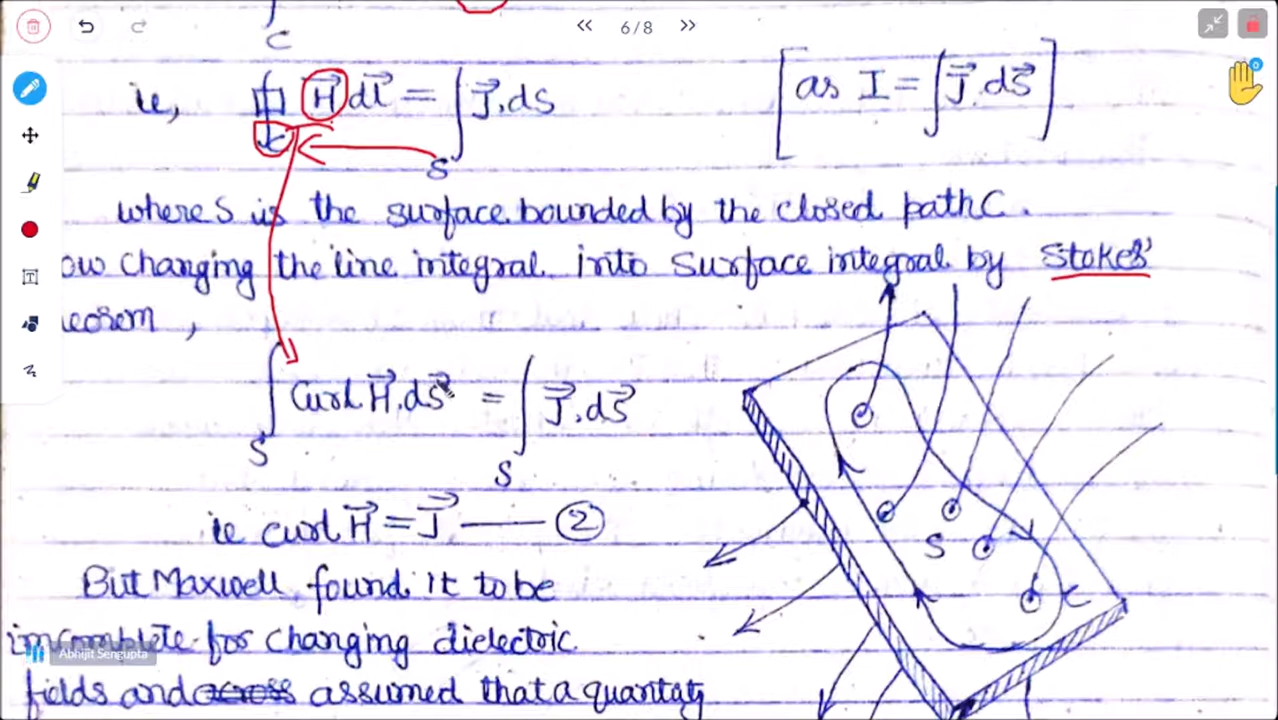 6/8
C
ie, ∮ H⃗ dl⃗ = ∫ J⃗. ds [as I = ∫ J⃗. ds⃗]
C S
where S is the surface bounded by the closed path C.
ow changing the line integral into surface integral by Stokes'
eorem,
∫ Curl H⃗. ds⃗ = ∫ J⃗. ds⃗
S S
ie curl H⃗ = J⃗ —— ②
S
C
But Maxwell found it to be
incomplete for changing dielectric
Abhijit Sengupta
fields and assumed that a quantaty